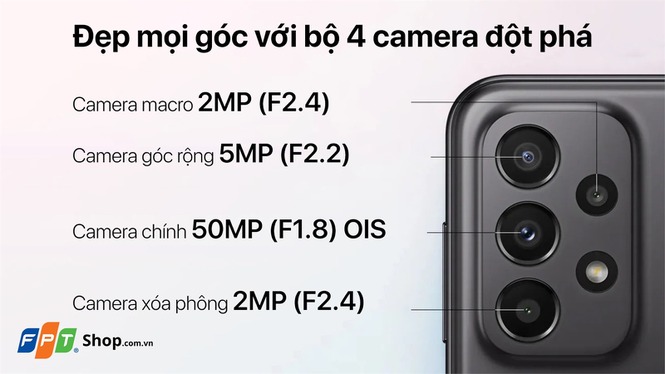 Đẹp mọi góc với bộ 4 camera đột phá
Camera macro 2MP (F2.4)
Camera góc rộng 5MP (F2.2)
Camera chính 50MP (F1.8) OIS
Camera xóa phông 2MP (F2.4)
FPT Shop.com.vn